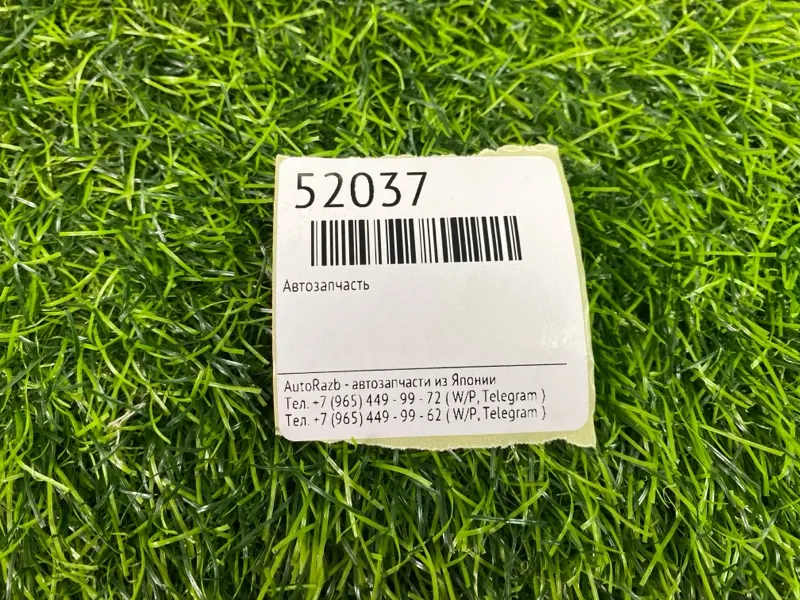 52037
Автозапчасть
AutoRazb - автозапчасти из Японии
Тел. +7 (965) 449 - 99 - 72 ( W/P, Telegram )
Тел. +7 (965) 449 - 99 - 62 ( W/P, Telegram )